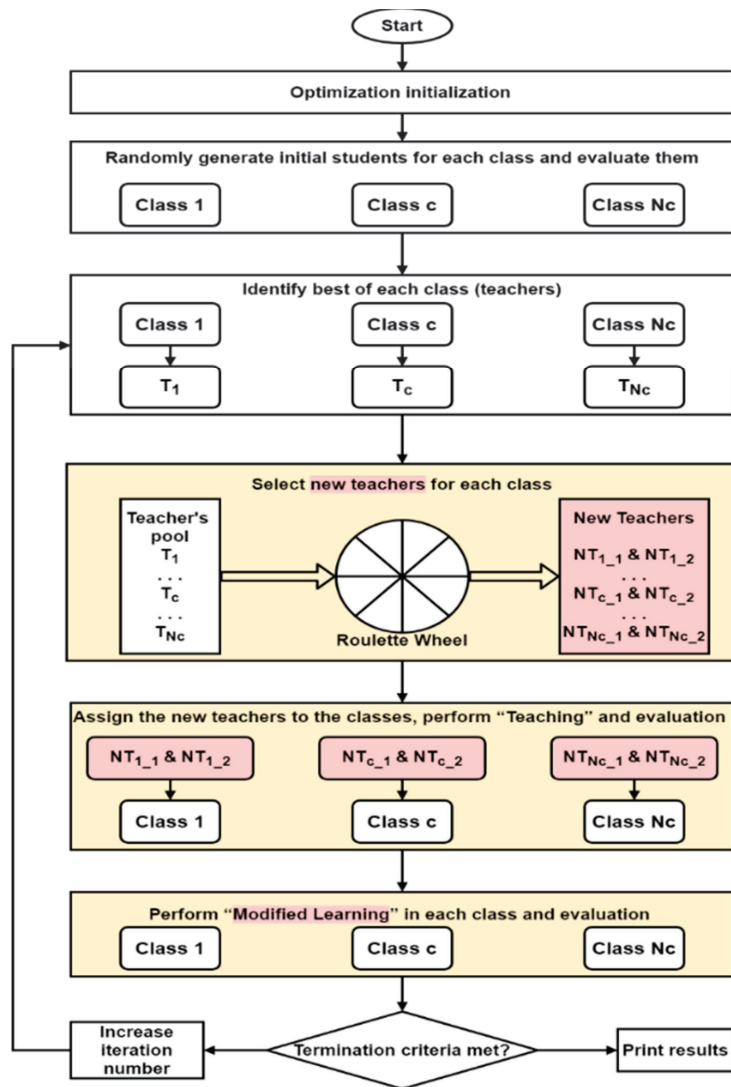 Start
Optimization initialization
Randomly generate initial students for each class and evaluate them
Class 1 Class c Class Nc
Identify best of each class (teachers)
Class 1 Class c Class Nc
T1 Tc TNc
Select new teachers for each class
Teacher's
pool
T1
. . .
Tc
. . .
TNc
Roulette Wheel
New Teachers
NT1_1 & NT1_2
. . .
NTc_1 & NTc_2
. . .
NTNc_1 & NTNc_2
Assign the new teachers to the classes, perform “Teaching” and evaluation
NT1_1 & NT1_2 NTc_1 & NTc_2 NTNc_1 & NTNc_2
Class 1 Class c Class Nc
Perform “Modified Learning” in each class and evaluation
Class 1 Class c Class Nc
Increase
iteration
number
Termination criteria met?
Print results